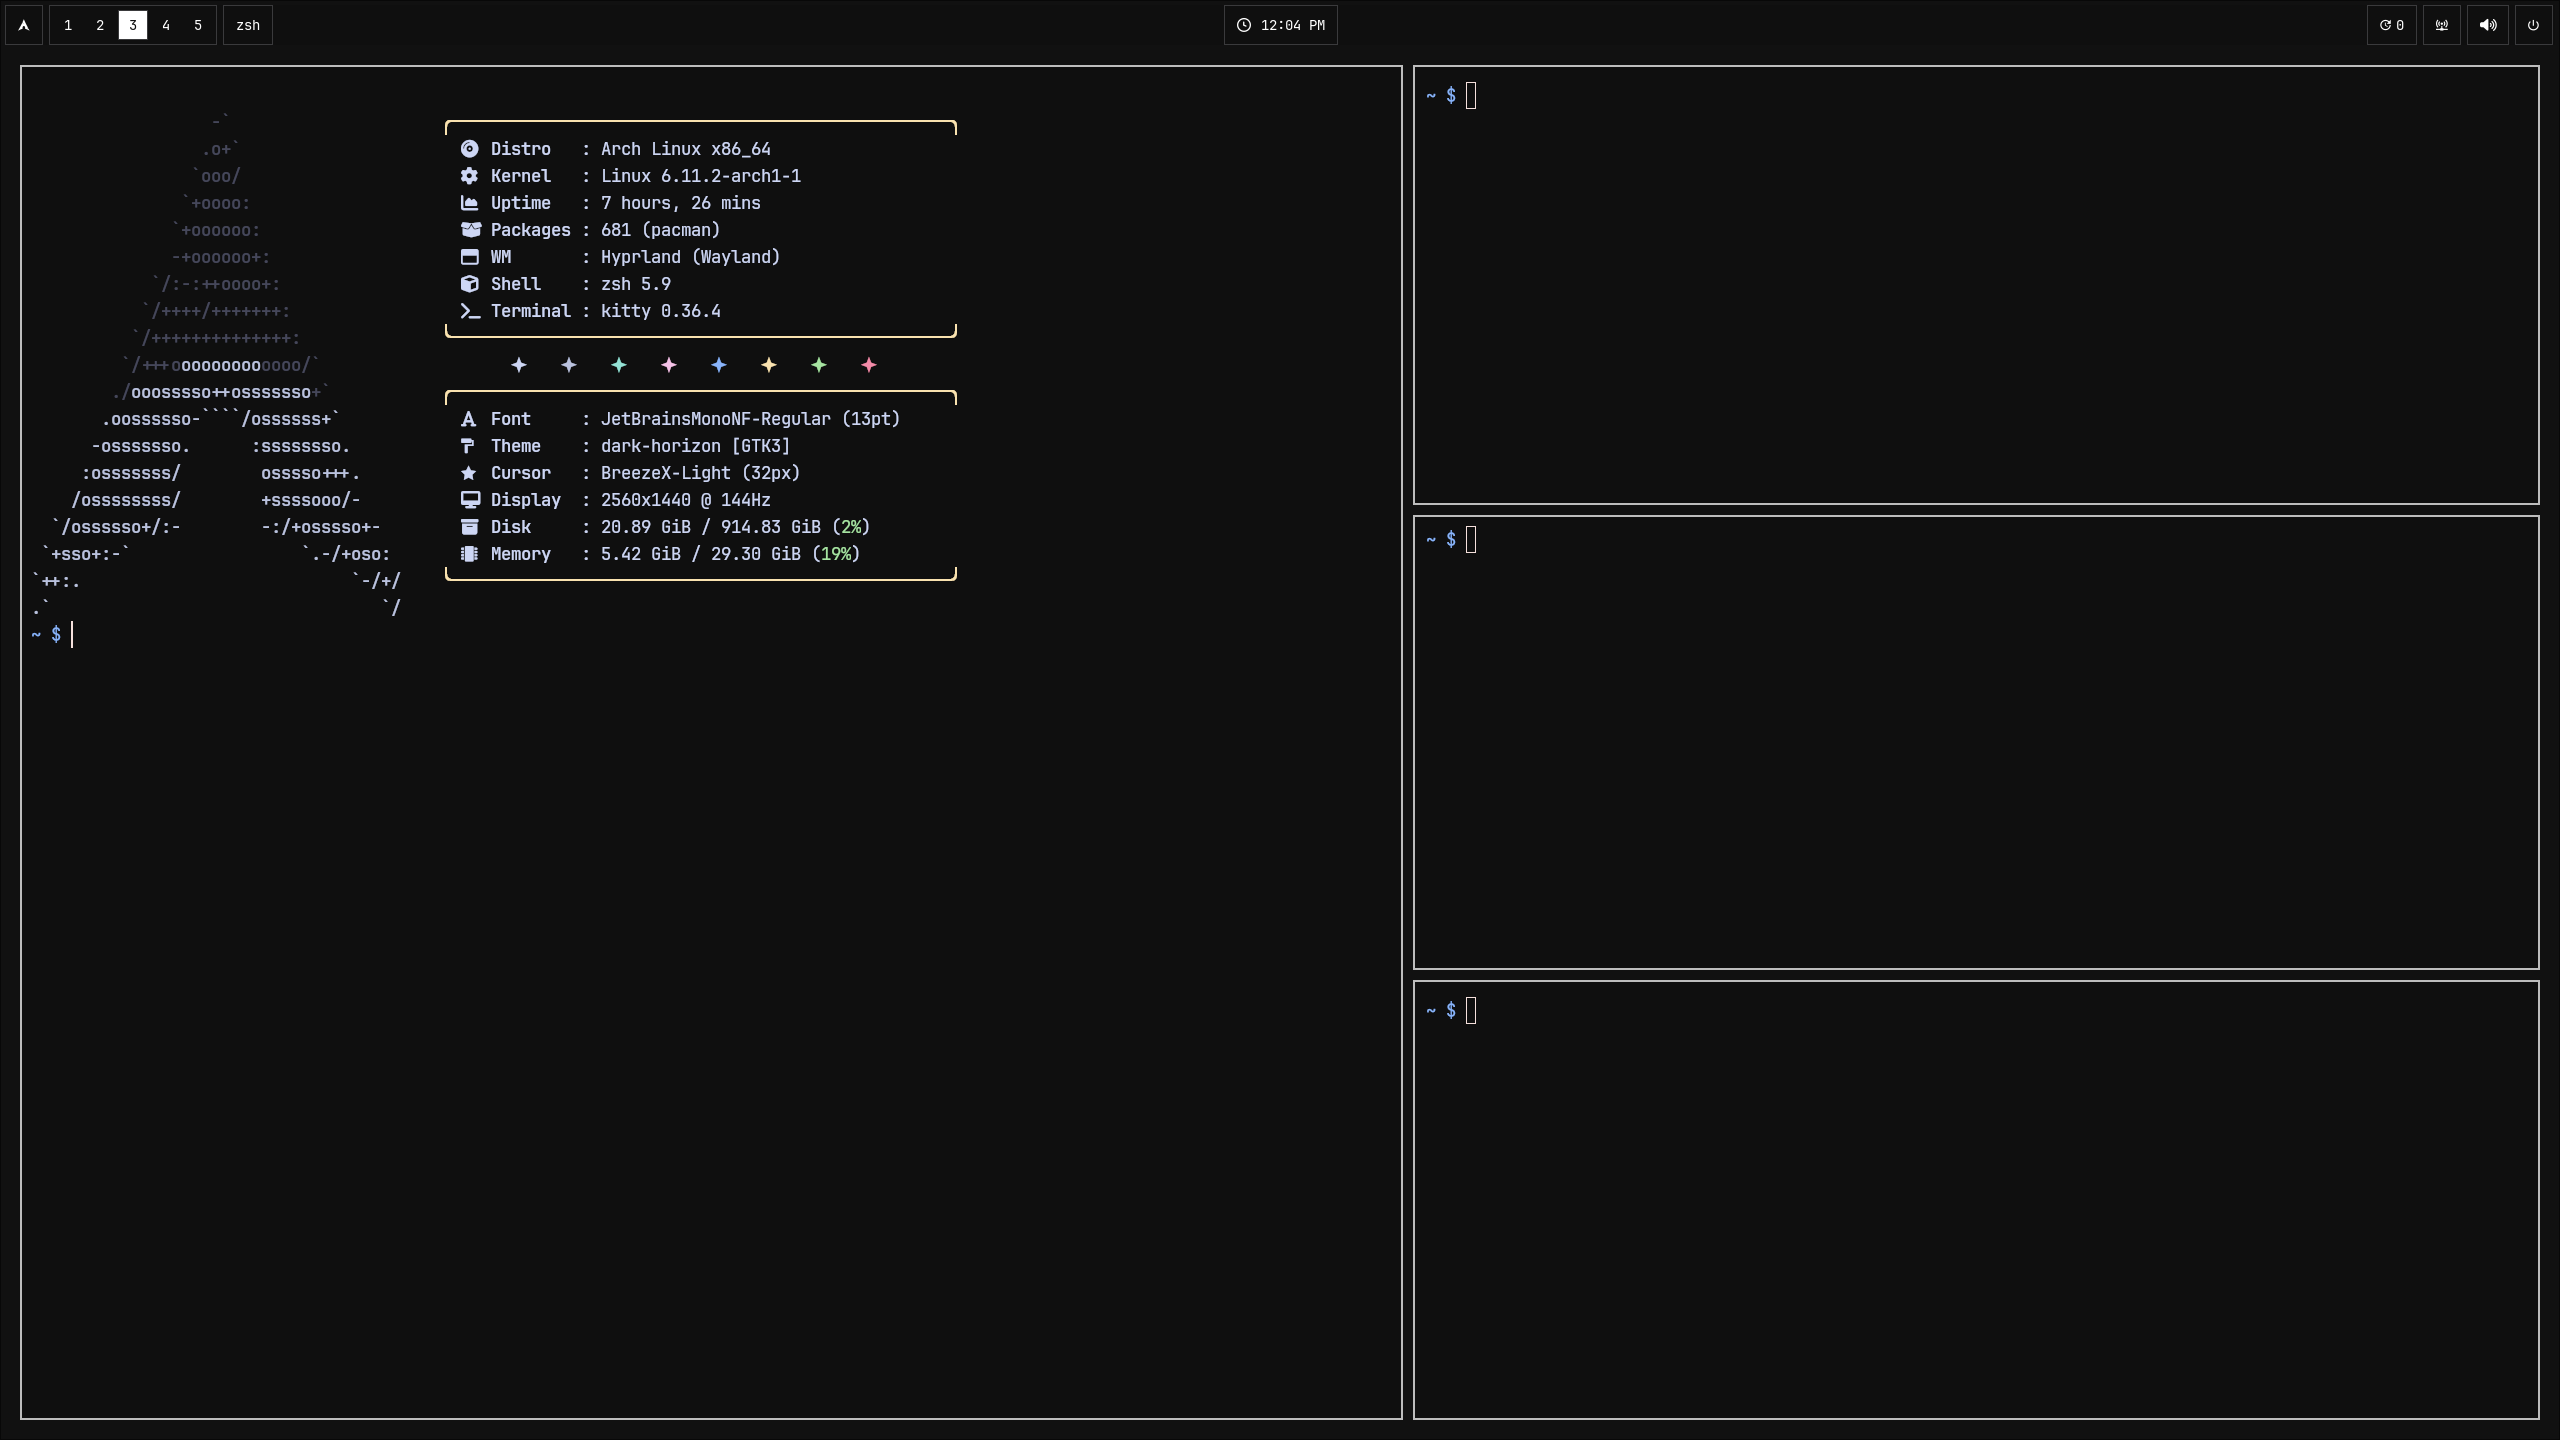 1 2 3 4 5 zsh
12:04 PM
0
-`
.o+`
`ooo/
`+oooo:
`+oooooo:
-+oooooo+:
`/:-:++oooo+:
`/++++/+++++++:
`/++++++++++++++:
`/+++ooooooooooooo/`
./ooosssso++osssssso+`
.oossssso-````/ossssss+`
-osssssso. :ssssssso.
:osssssss/ osssso+++.
/ossssssss/ +ssssooo/-
`/ossssso+/:- -:/+osssso+-
`+sso+:-` `.-/+oso:
`++:. `-/+/
.` `/
Distro : Arch Linux x86_64
Kernel : Linux 6.11.2-arch1-1
Uptime : 7 hours, 26 mins
Packages : 681 (pacman)
WM : Hyprland (Wayland)
Shell : zsh 5.9
Terminal : kitty 0.36.4
Font : JetBrainsMonoNF-Regular (13pt)
Theme : dark-horizon [GTK3]
Cursor : BreezeX-Light (32px)
Display : 2560x1440 @ 144Hz
Disk : 20.89 GiB / 914.83 GiB (2%)
Memory : 5.42 GiB / 29.30 GiB (19%)
~ $
~ $
~ $
~ $